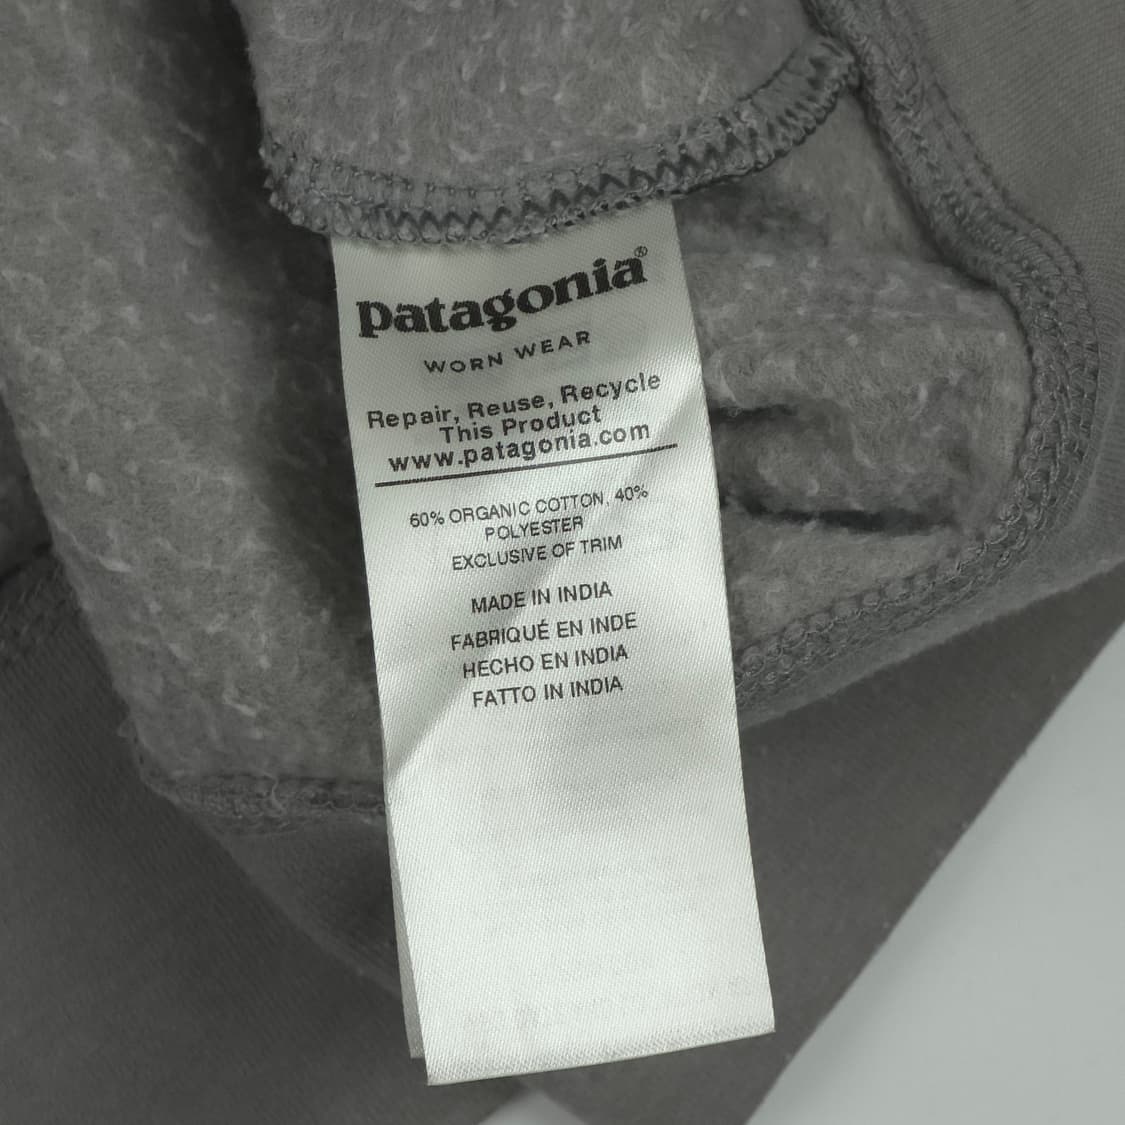 patagonia®
WORN WEAR
Repair, Reuse, Recycle
This Product
www.patagonia.com
60% ORGANIC COTTON, 40%
POLYESTER
EXCLUSIVE OF TRIM
MADE IN INDIA
FABRIQUÉ EN INDE
HECHO EN INDIA
FATTO IN INDIA